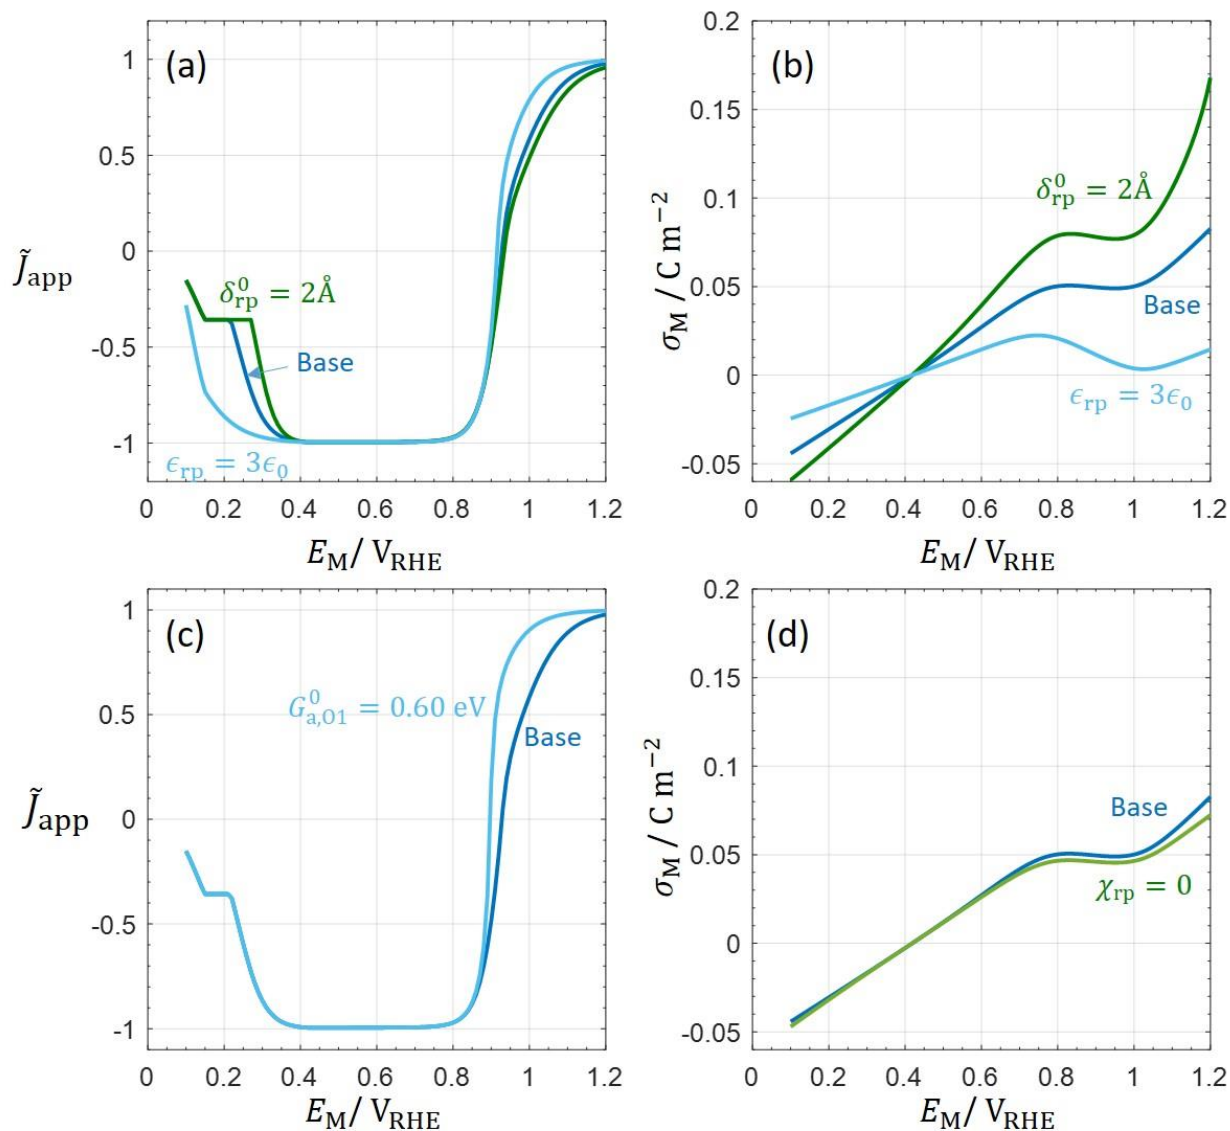 (a)
1
0.5
0
-0.5
-1
J̃app
δ⁰rp = 2Å
Base
ϵrp = 3ϵ0
0 0.2 0.4 0.6 0.8 1 1.2
EM/ VRHE
(b)
0.2
0.15
0.1
0.05
0
-0.05
σM / C m⁻²
δ⁰rp = 2Å
Base
ϵrp = 3ϵ0
0 0.2 0.4 0.6 0.8 1 1.2
EM/ VRHE
(c)
1
0.5
0
-0.5
-1
J̃app
G⁰a,O1 = 0.60 eV
Base
0 0.2 0.4 0.6 0.8 1 1.2
EM/ VRHE
(d)
0.2
0.15
0.1
0.05
0
-0.05
σM / C m⁻²
Base
χrp = 0
0 0.2 0.4 0.6 0.8 1 1.2
EM/ VRHE